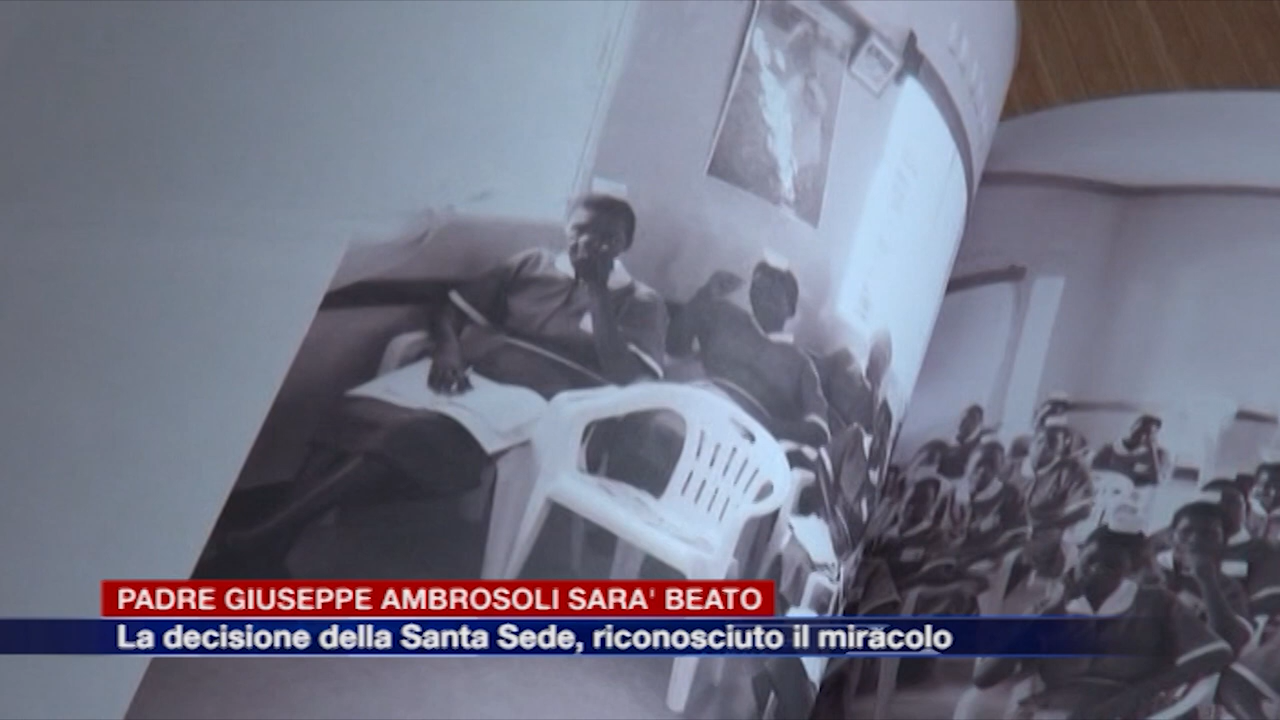 PADRE GIUSEPPE AMBROSOLI SARA' BEATO
La decisione della Santa Sede, riconosciuto il miracolo